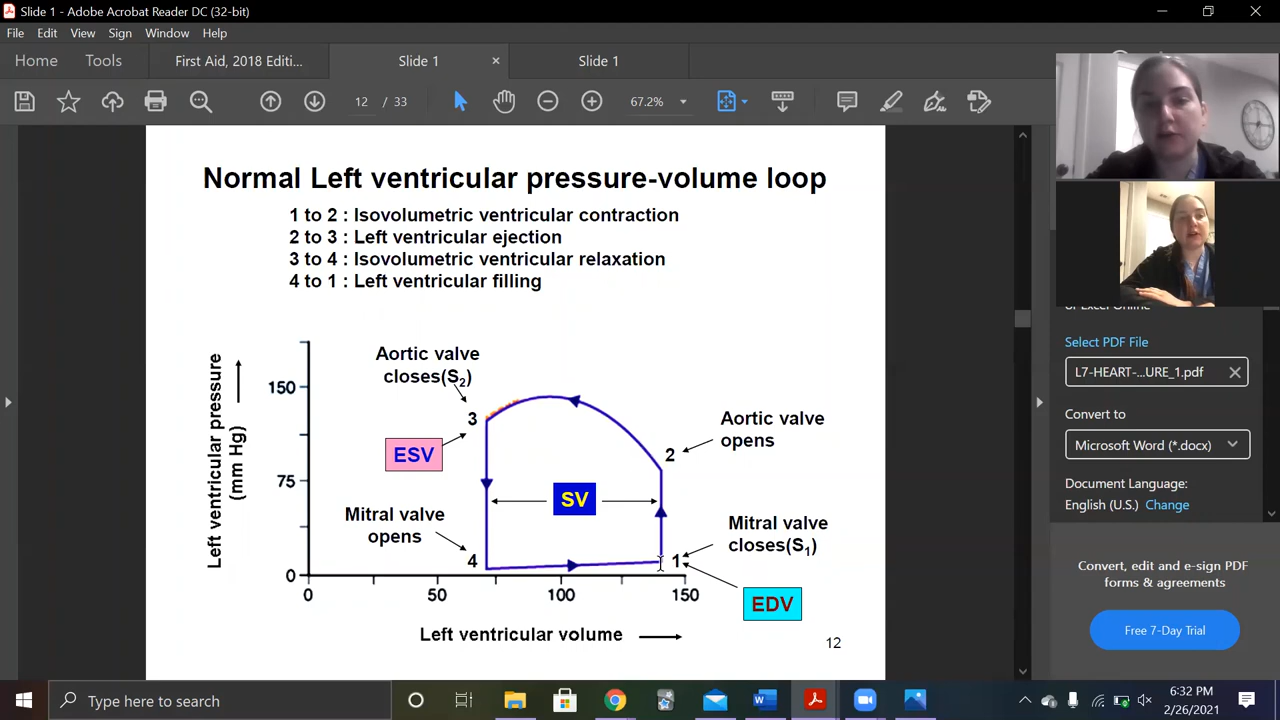 Slide 1 - Adobe Acrobat Reader DC (32-bit)
File Edit View Sign Window Help
Home Tools First Aid, 2018 Editi... Slide 1 × Slide 1
12 / 33 67.2%
Normal Left ventricular pressure-volume loop
1 to 2 : Isovolumetric ventricular contraction
2 to 3 : Left ventricular ejection
3 to 4 : Isovolumetric ventricular relaxation
4 to 1 : Left ventricular filling
Left ventricular pressure
(mm Hg)
150
75
0
0 50 100 150
Left ventricular volume
Aortic valve
closes(S2)
3
ESV
Mitral valve
opens
4
SV
Aortic valve
opens
2
Mitral valve
closes(S1)
1
EDV
12
Select PDF File
L7-HEART-...URE_1.pdf
Convert to
Microsoft Word (*.docx)
Document Language:
English (U.S.) Change
Convert, edit and e-sign PDF
forms & agreements
Free 7-Day Trial
Type here to search
6:32 PM
2/26/2021